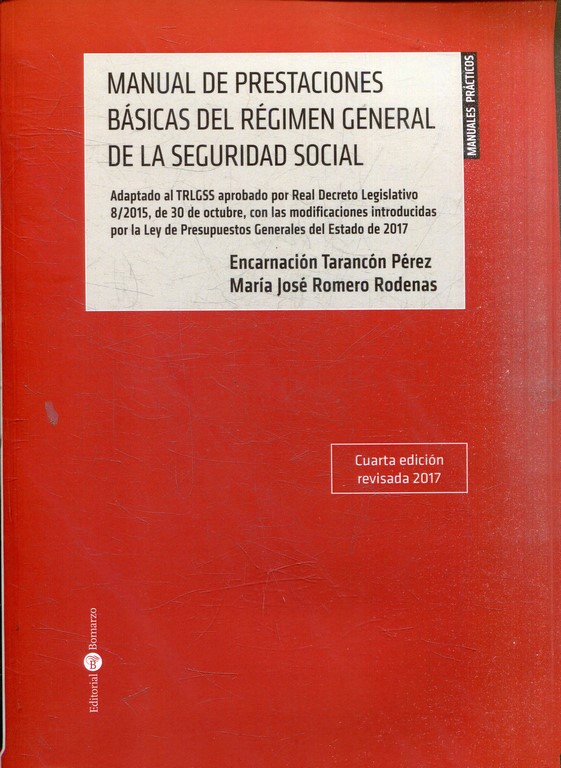 MANUAL DE PRESTACIONES
BÁSICAS DEL RÉGIMEN GENERAL
DE LA SEGURIDAD SOCIAL
Adaptado al TRLGSS aprobado por Real Decreto Legislativo
8/2015, de 30 de octubre, con las modificaciones introducidas
por la Ley de Presupuestos Generales del Estado de 2017
Encarnación Tarancón Pérez
María José Romero Rodenas
MANUALES PRÁCTICOS
Cuarta edición
revisada 2017
Editorial B Bomarzo